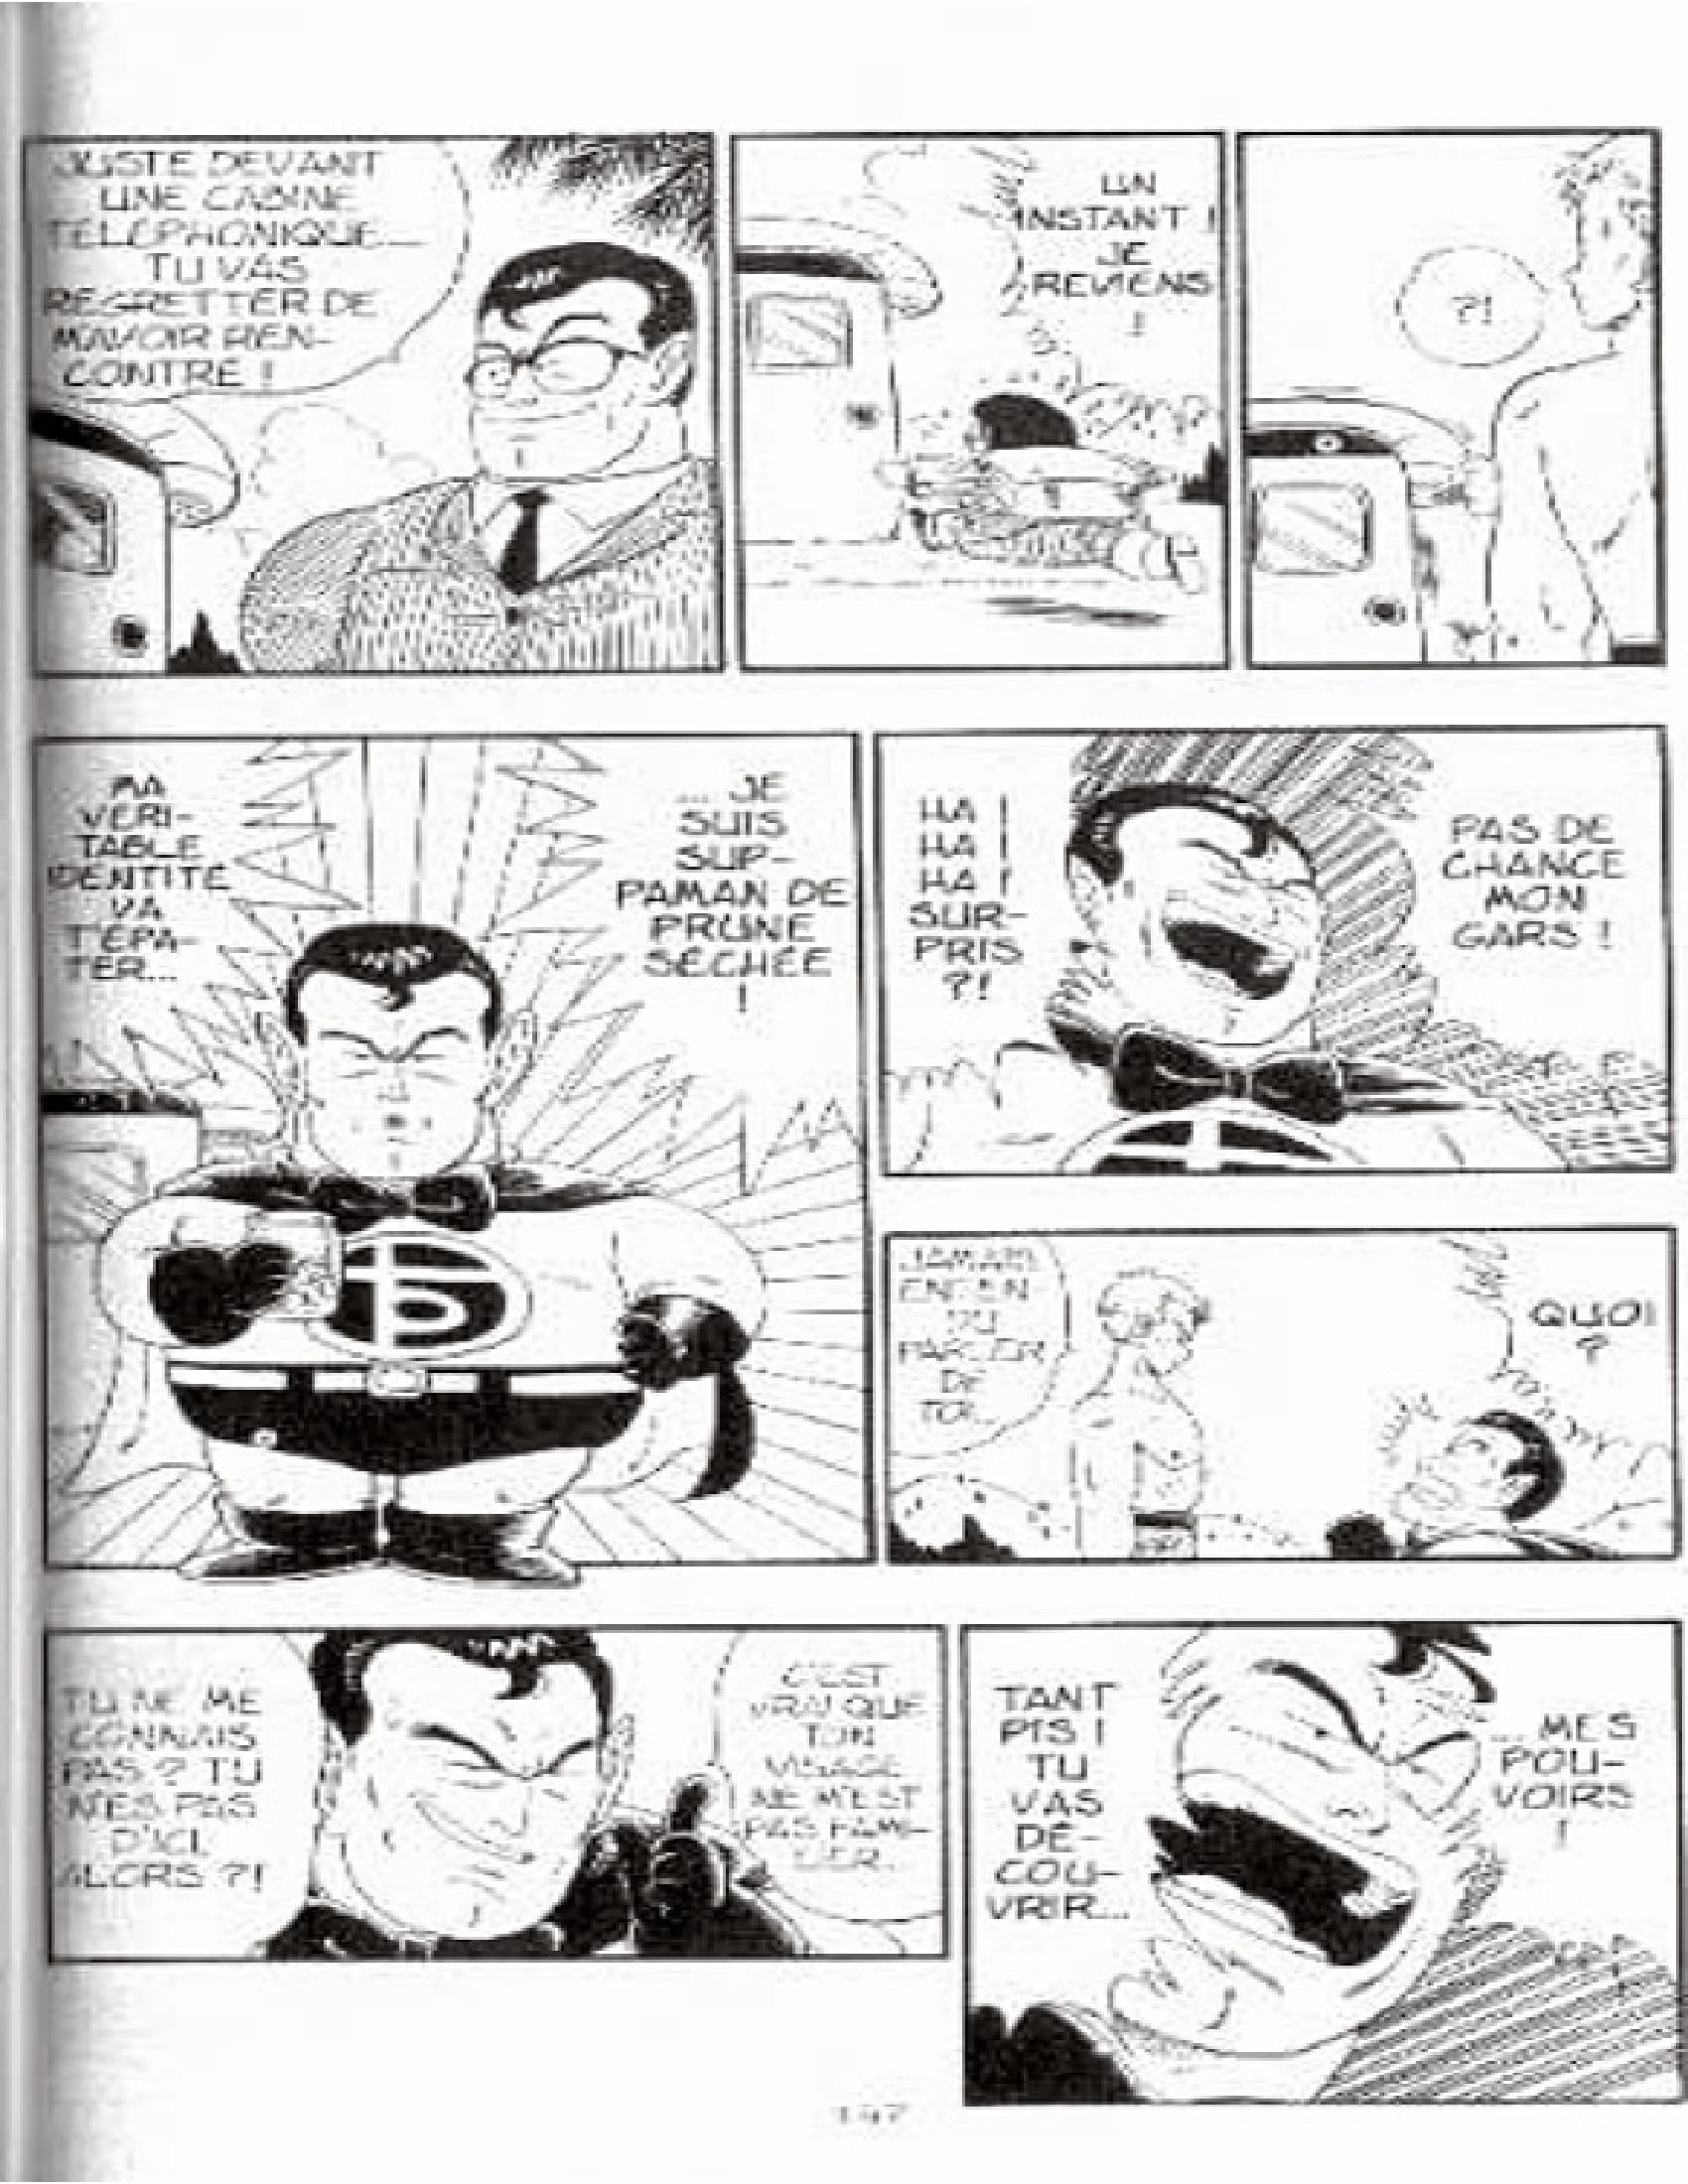 JUSTE DEVANT
UNE CABINE
TÉLÉPHONIQUE...
TU VAS
REGRETTER DE
M'AVOIR REN-
CONTRÉ !
UN
INSTANT !
JE
REVIENS
!
?!
MA
VÉRI-
TABLE
IDENTITÉ
VA
T'ÉPA-
TER...
... JE
SUIS
SUP-
PAMAN DE
PRUNE
SÉCHÉE
!
HA !
HA !
HA !
SUR-
PRIS
?!
PAS DE
CHANCE
MON
GARS !
JAMAIS
ENTEN
DU
PARLER
DE
TOI...
QUOI
?
TU NE ME
CONNAIS
PAS ? TU
N'ES PAS
D'ICI,
ALORS ?!
C'EST
VRAI QUE
TON
VISAGE
NE M'EST
PAS FAMI-
LIER...
TANT
PIS !
TU
VAS
DÉ-
COU-
VRIR...
... MES
POU-
VOIRS
!